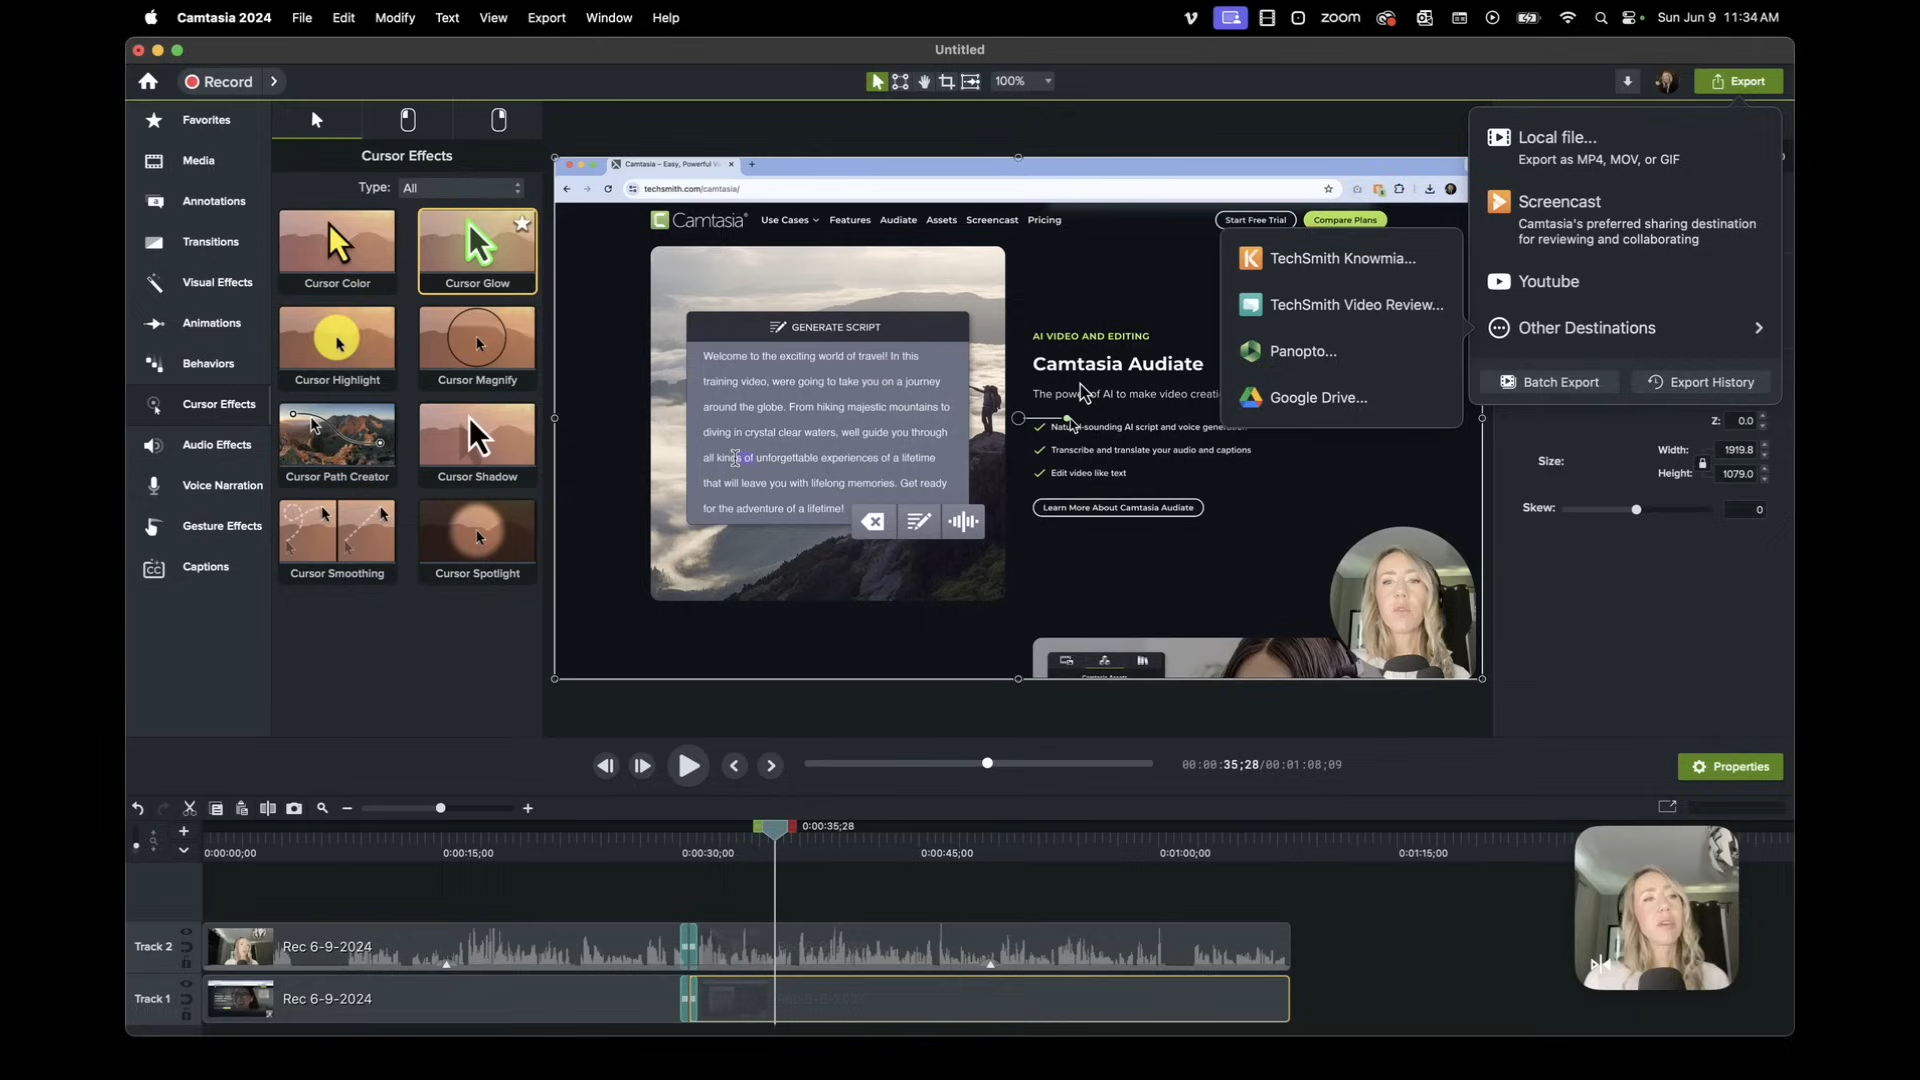 Camtasia 2024 File Edit Modify Text View Export Window Help
zoom
Sun Jun 9 11:34 AM
Untitled
Record
100%
Export
Favorites
Media
Annotations
Transitions
Visual Effects
Animations
Behaviors
Cursor Effects
Audio Effects
Voice Narration
Gesture Effects
Captions
Cursor Effects
Type: All
Cursor Color
Cursor Glow
Cursor Highlight
Cursor Magnify
Cursor Path Creator
Cursor Shadow
Cursor Smoothing
Cursor Spotlight
techsmith.com/camtasia/
Camtasia
Use Cases Features Audiate Assets Screencast Pricing
Start Free Trial
Compare Plans
GENERATE SCRIPT
Welcome to the exciting world of travel! In this
training video, were going to take you on a journey
around the globe. From hiking majestic mountains to
diving in crystal clear waters, well guide you through
all kinds of unforgettable experiences of a lifetime
that will leave you with lifelong memories. Get ready
for the adventure of a lifetime!
AI VIDEO AND EDITING
Camtasia Audiate
Transcribe and translate your audio and captions
Edit video like text
Learn More About Camtasia Audiate
Camtasia Assets
TechSmith Knowmia...
TechSmith Video Review...
Panopto...
Google Drive...
Local file...
Export as MP4, MOV, or GIF
Screencast
Camtasia's preferred sharing destination
for reviewing and collaborating
Youtube
Other Destinations
Batch Export
Export History
Z: 0.0
Size:
Width: 1919.8
Height: 1079.0
Skew: 0
00:00:35;28/00:01:08;09
Properties
0:00:35;28
0:00:00;00 0:00:15;00 0:00:30;00 0:00:45;00 0:01:00;00 0:01:15;00
Track 2
Rec 6-9-2024
Track 1
Rec 6-9-2024